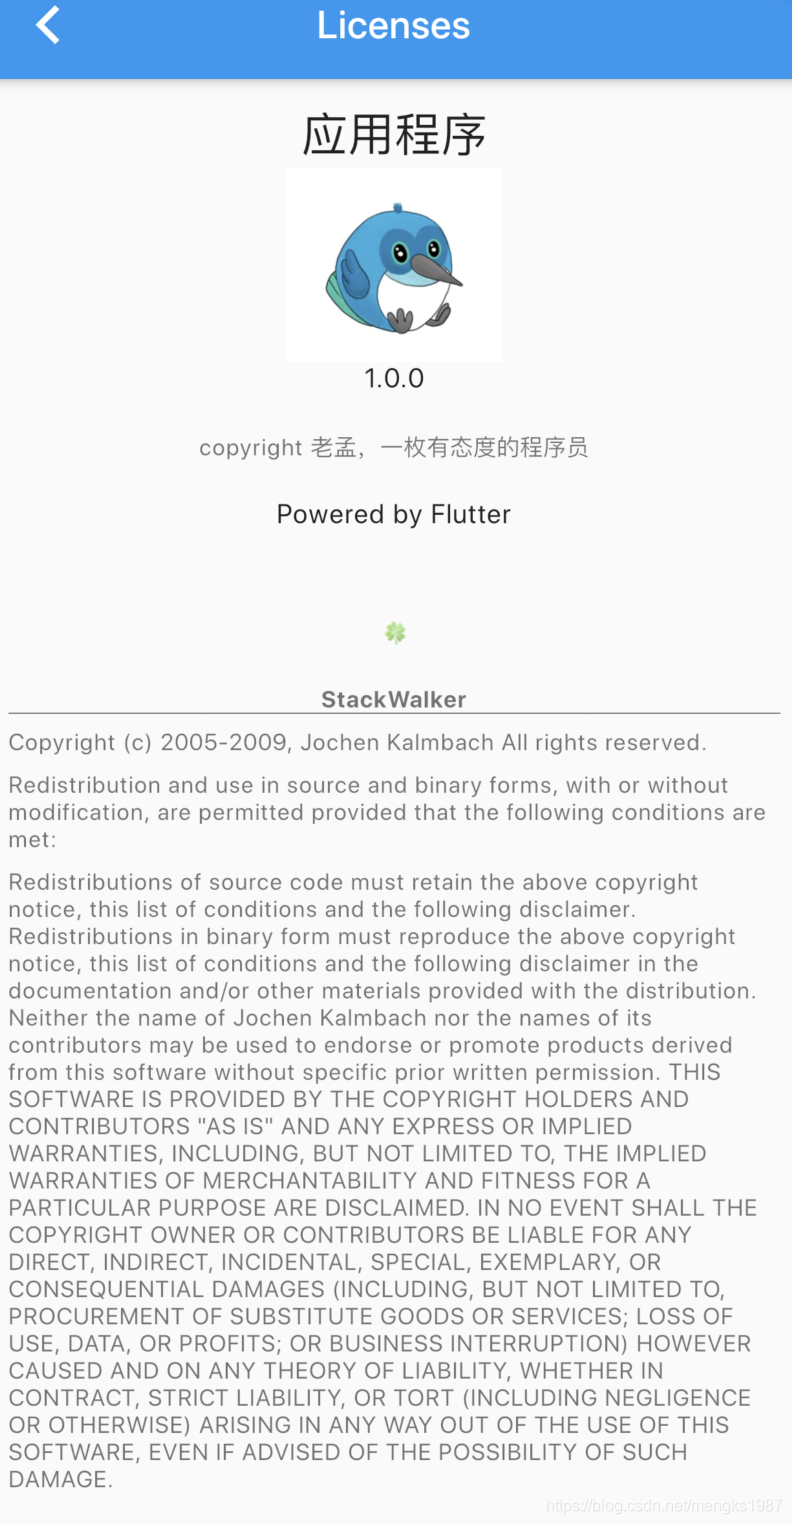 Licenses
应用程序
1.0.0
copyright 老孟，一枚有态度的程序员
Powered by Flutter
StackWalker
Copyright (c) 2005-2009, Jochen Kalmbach All rights reserved.
Redistribution and use in source and binary forms, with or without
modification, are permitted provided that the following conditions are
met:
Redistributions of source code must retain the above copyright
notice, this list of conditions and the following disclaimer.
Redistributions in binary form must reproduce the above copyright
notice, this list of conditions and the following disclaimer in the
documentation and/or other materials provided with the distribution.
Neither the name of Jochen Kalmbach nor the names of its
contributors may be used to endorse or promote products derived
from this software without specific prior written permission. THIS
SOFTWARE IS PROVIDED BY THE COPYRIGHT HOLDERS AND
CONTRIBUTORS "AS IS" AND ANY EXPRESS OR IMPLIED
WARRANTIES, INCLUDING, BUT NOT LIMITED TO, THE IMPLIED
WARRANTIES OF MERCHANTABILITY AND FITNESS FOR A
PARTICULAR PURPOSE ARE DISCLAIMED. IN NO EVENT SHALL THE
COPYRIGHT OWNER OR CONTRIBUTORS BE LIABLE FOR ANY
DIRECT, INDIRECT, INCIDENTAL, SPECIAL, EXEMPLARY, OR
CONSEQUENTIAL DAMAGES (INCLUDING, BUT NOT LIMITED TO,
PROCUREMENT OF SUBSTITUTE GOODS OR SERVICES; LOSS OF
USE, DATA, OR PROFITS; OR BUSINESS INTERRUPTION) HOWEVER
CAUSED AND ON ANY THEORY OF LIABILITY, WHETHER IN
CONTRACT, STRICT LIABILITY, OR TORT (INCLUDING NEGLIGENCE
OR OTHERWISE) ARISING IN ANY WAY OUT OF THE USE OF THIS
SOFTWARE, EVEN IF ADVISED OF THE POSSIBILITY OF SUCH
DAMAGE.
https://blog.csdn.net/mengks1987